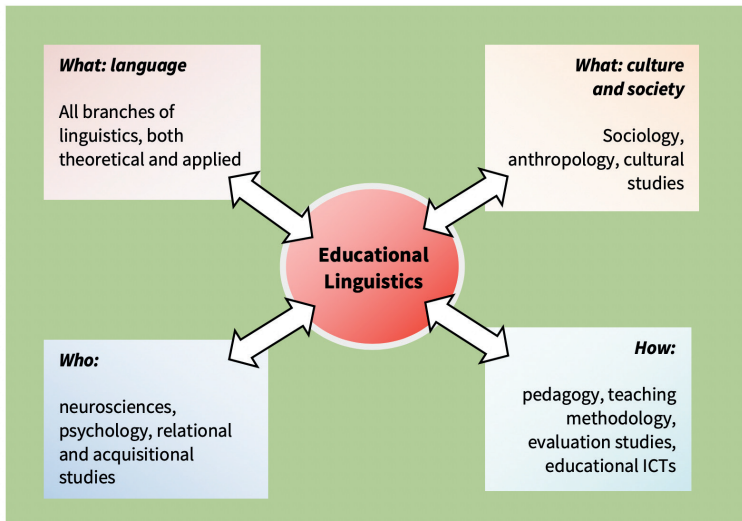 What: language
All branches of
linguistics, both
theoretical and applied
What: culture
and society
Sociology,
anthropology, cultural
studies
Educational
Linguistics
Who:
neurosciences,
psychology, relational
and acquisitional
studies
How:
pedagogy, teaching
methodology,
evaluation studies,
educational ICTs